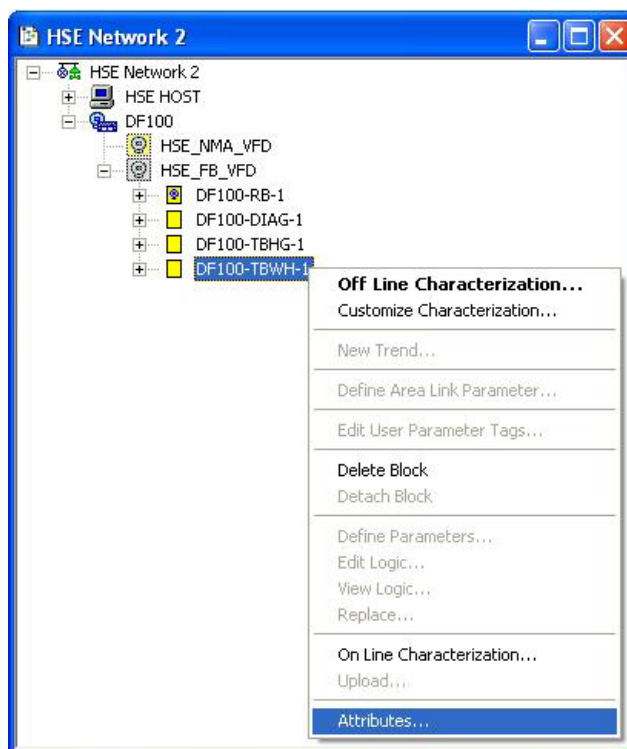 HSE Network 2
HSE Network 2
HSE HOST
DF100
HSE_NMA_VFD
HSE_FB_VFD
DF100-RB-1
DF100-DIAG-1
DF100-TBHG-1
DF100-TBWH-1
Off Line Characterization...
Customize Characterization...
New Trend...
Define Area Link Parameter...
Edit User Parameter Tags...
Delete Block
Detach Block
Define Parameters...
Edit Logic...
View Logic...
Replace...
On Line Characterization...
Upload...
Attributes...